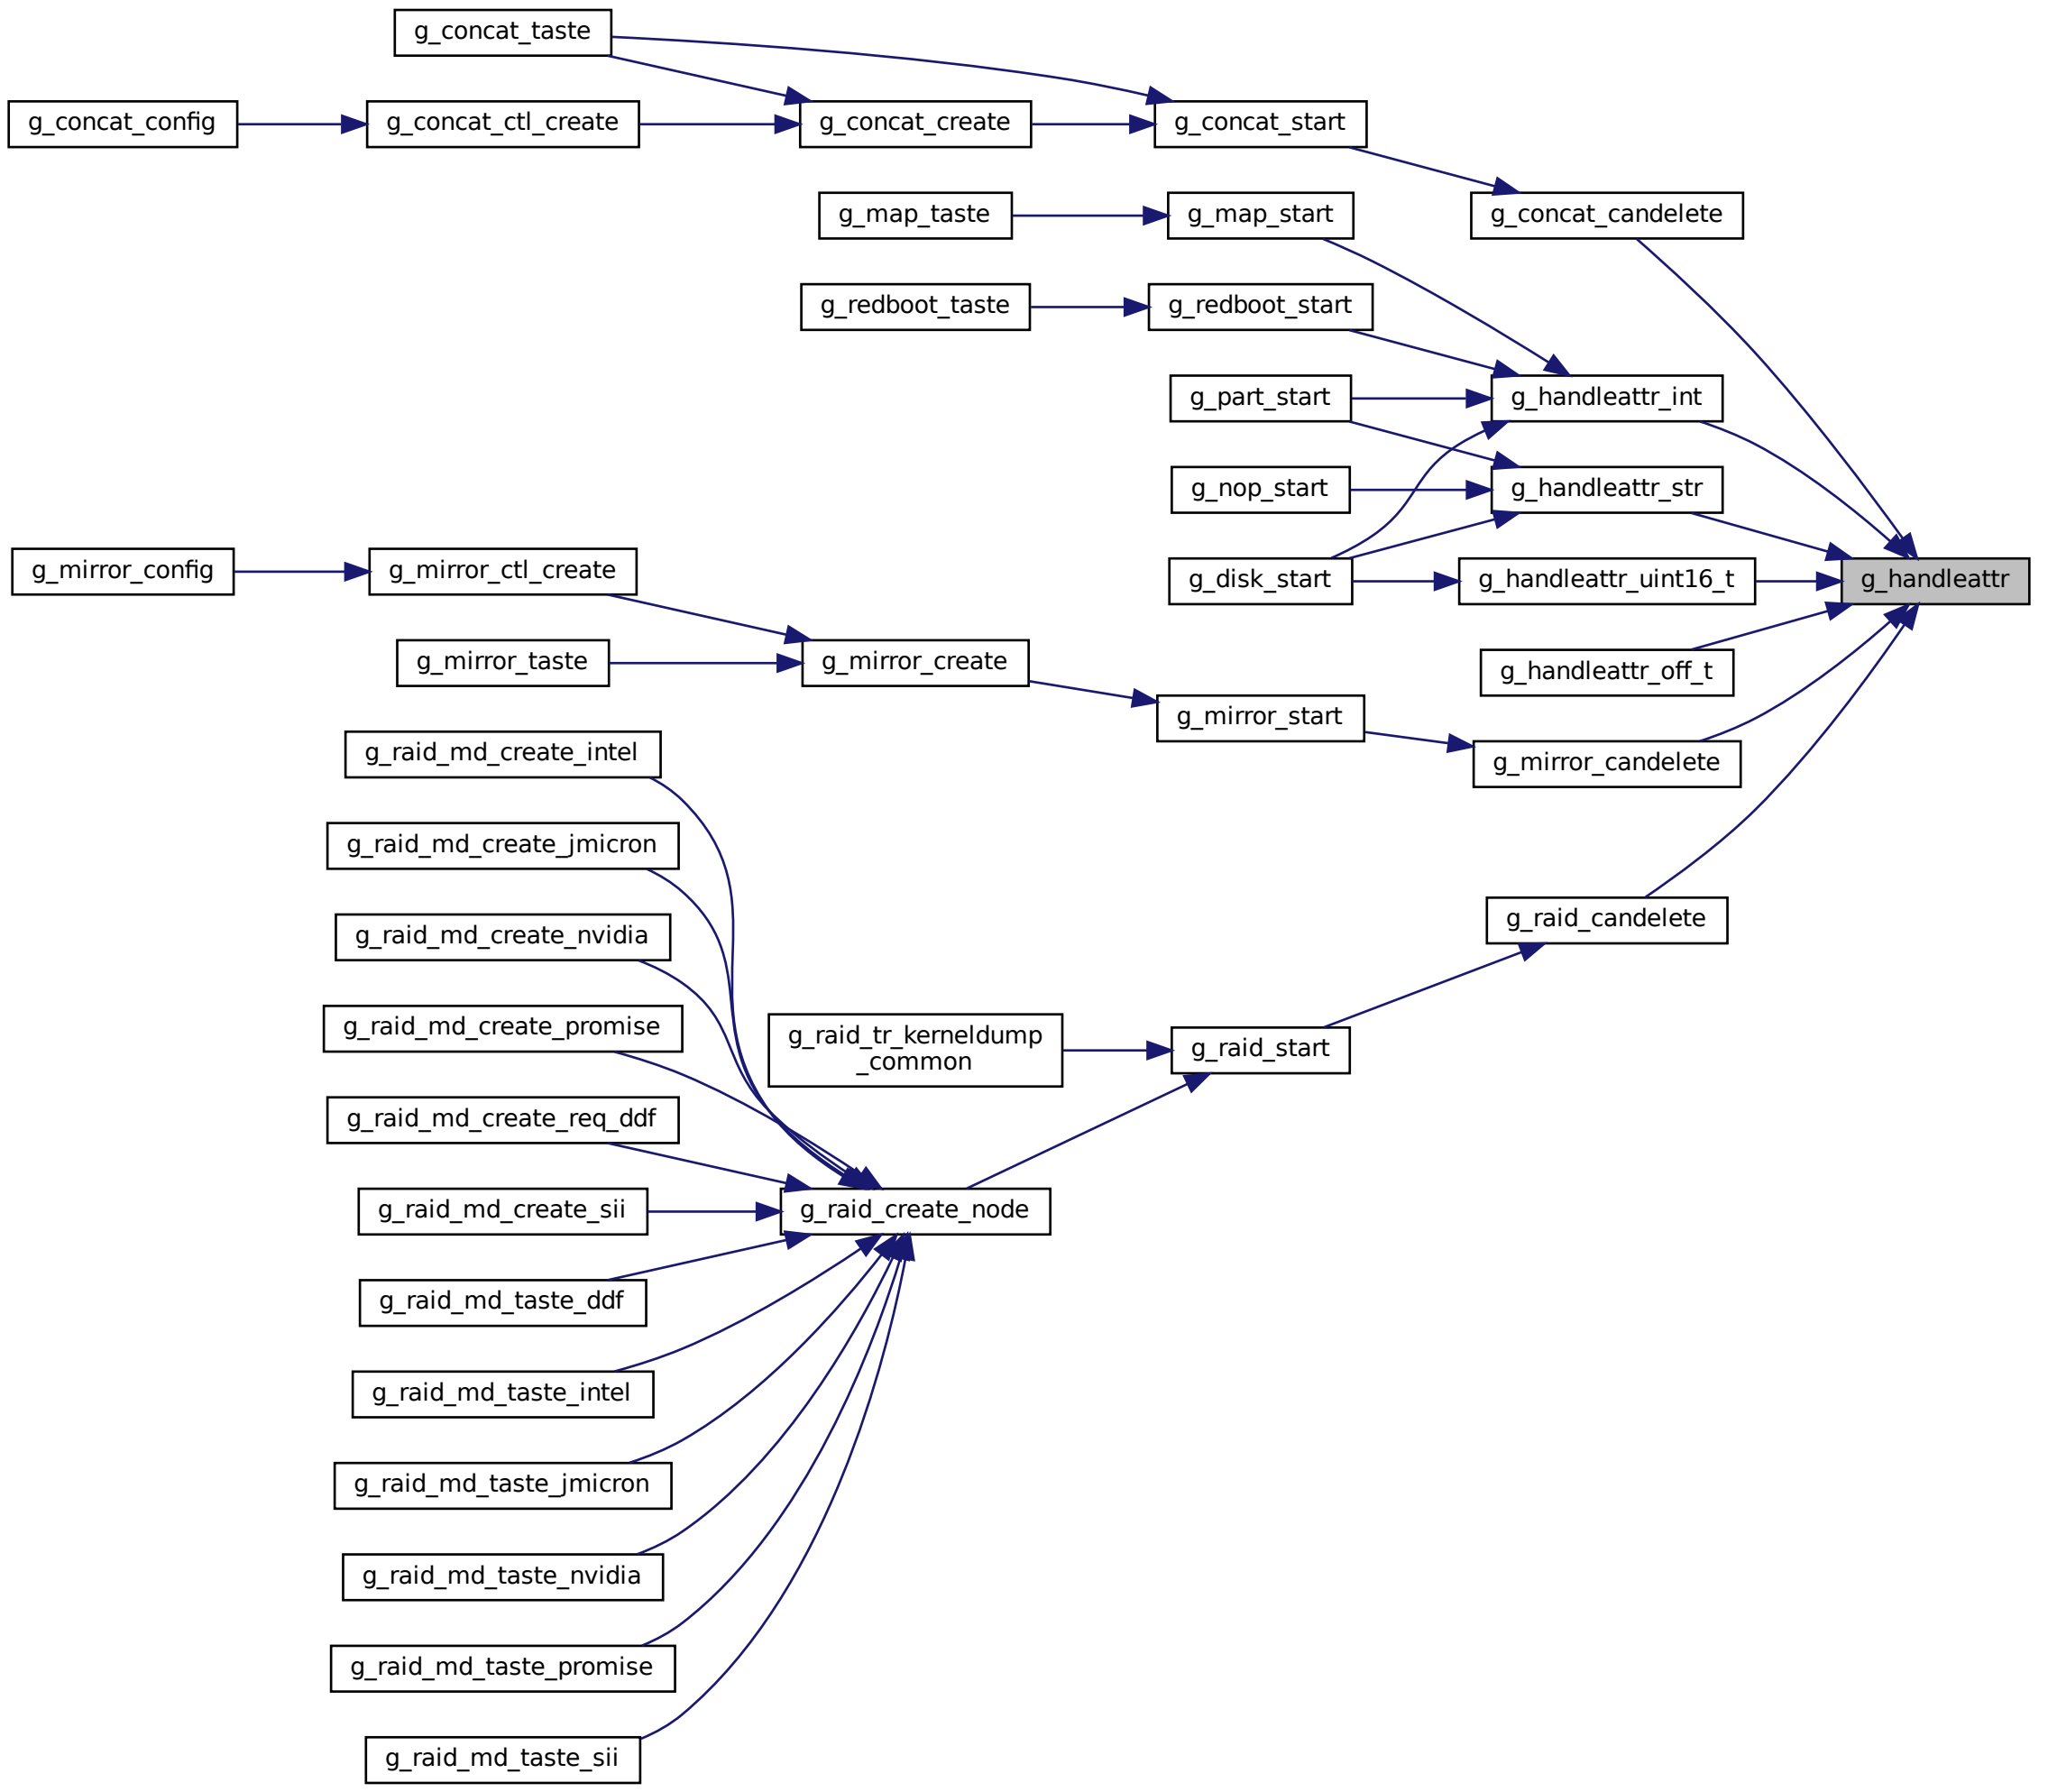 g_concat_taste
g_concat_config
g_concat_ctl_create
g_concat_create
g_concat_start
g_map_taste
g_map_start
g_concat_candelete
g_redboot_taste
g_redboot_start
g_part_start
g_handleattr_int
g_nop_start
g_handleattr_str
g_mirror_config
g_mirror_ctl_create
g_disk_start
g_handleattr_uint16_t
g_handleattr
g_mirror_taste
g_mirror_create
g_handleattr_off_t
g_mirror_start
g_raid_md_create_intel
g_mirror_candelete
g_raid_md_create_jmicron
g_raid_md_create_nvidia
g_raid_candelete
g_raid_md_create_promise
g_raid_tr_kerneldump
_common
g_raid_start
g_raid_md_create_req_ddf
g_raid_md_create_sii
g_raid_create_node
g_raid_md_taste_ddf
g_raid_md_taste_intel
g_raid_md_taste_jmicron
g_raid_md_taste_nvidia
g_raid_md_taste_promise
g_raid_md_taste_sii